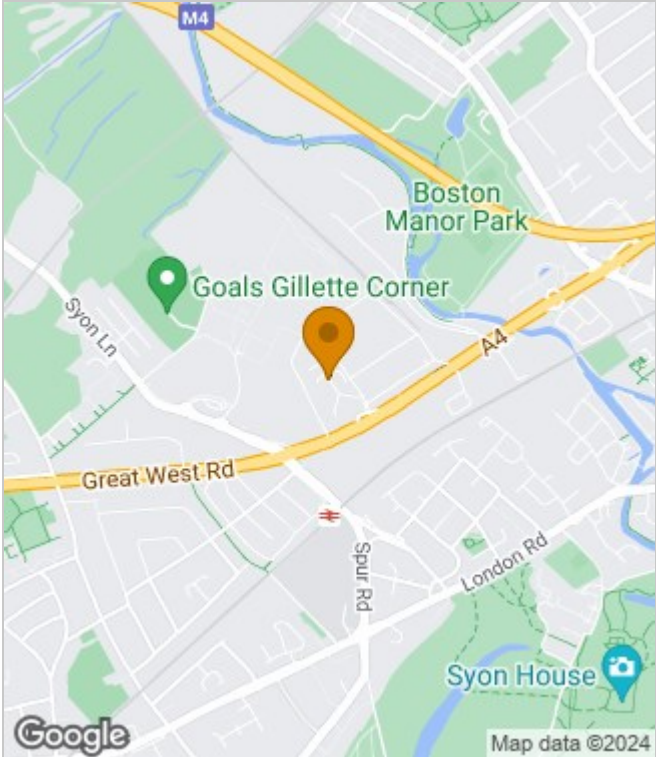 M4
Boston
Manor Park
Goals Gillette Corner
Syon Ln
A4
Great West Rd
Spur Rd
London Rd
Syon House
Google
Map data ©2024